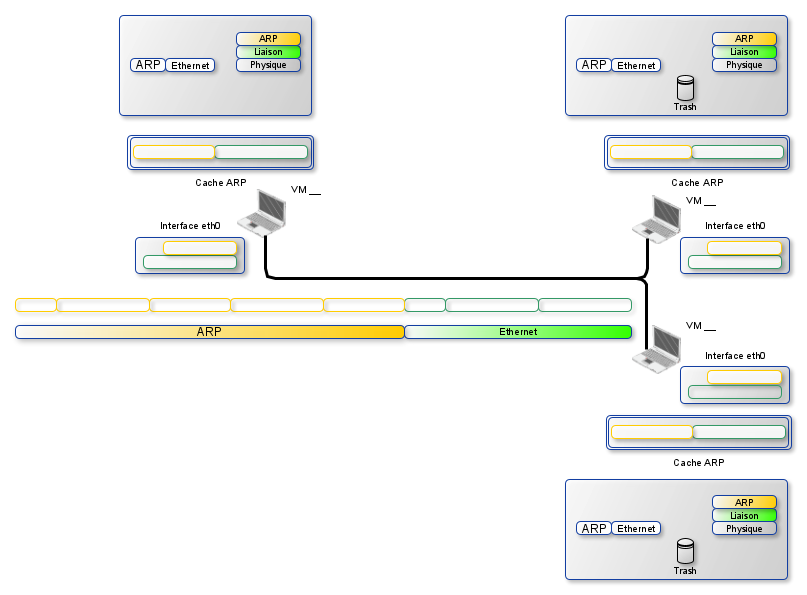 ARP
Liaison
Physique
ARP Ethernet
Cache ARP
VM __
Interface eth0
ARP
Liaison
Physique
ARP Ethernet
Trash
Cache ARP
VM __
Interface eth0
ARP Ethernet
VM __
Interface eth0
Cache ARP
ARP
Liaison
Physique
ARP Ethernet
Trash